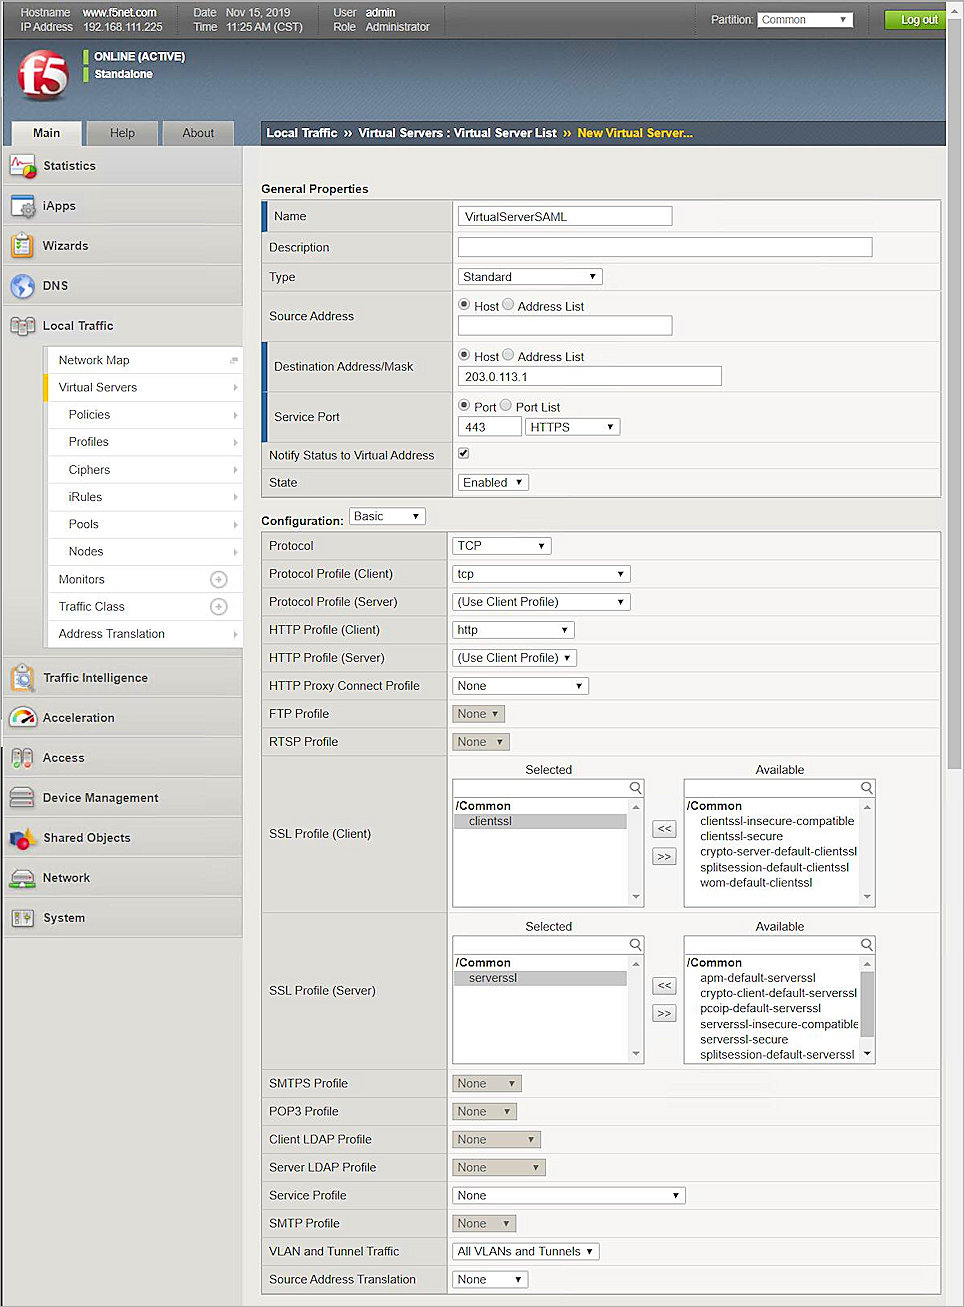 Hostname www.f5net.com Date Nov 15, 2019 User admin
IP Address 192.168.111.225 Time 11:25 AM (CST) Role Administrator
Partition: Common
Log out
f5
ONLINE (ACTIVE)
Standalone
Main Help About
Local Traffic ›› Virtual Servers : Virtual Server List ›› New Virtual Server...
Statistics
iApps
Wizards
DNS
Local Traffic
Network Map
Virtual Servers
Policies
Profiles
Ciphers
iRules
Pools
Nodes
Monitors
Traffic Class
Address Translation
Traffic Intelligence
Acceleration
Access
Device Management
Shared Objects
Network
System
General Properties
Name VirtualServerSAML
Description
Type Standard
Source Address Host Address List
Destination Address/Mask Host Address List
203.0.113.1
Service Port Port Port List
443 HTTPS
Notify Status to Virtual Address
State Enabled
Configuration: Basic
Protocol TCP
Protocol Profile (Client) tcp
Protocol Profile (Server) (Use Client Profile)
HTTP Profile (Client) http
HTTP Profile (Server) (Use Client Profile)
HTTP Proxy Connect Profile None
FTP Profile None
RTSP Profile None
SSL Profile (Client)
Selected
/Common
clientssl
<<
>>
Available
/Common
clientssl-insecure-compatible
clientssl-secure
crypto-server-default-clientssl
splitsession-default-clientssl
wom-default-clientssl
SSL Profile (Server)
Selected
/Common
serverssl
<<
>>
Available
/Common
apm-default-serverssl
crypto-client-default-serverssl
pcoip-default-serverssl
serverssl-insecure-compatible
serverssl-secure
splitsession-default-serverssl
SMTPS Profile None
POP3 Profile None
Client LDAP Profile None
Server LDAP Profile None
Service Profile None
SMTP Profile None
VLAN and Tunnel Traffic All VLANs and Tunnels
Source Address Translation None